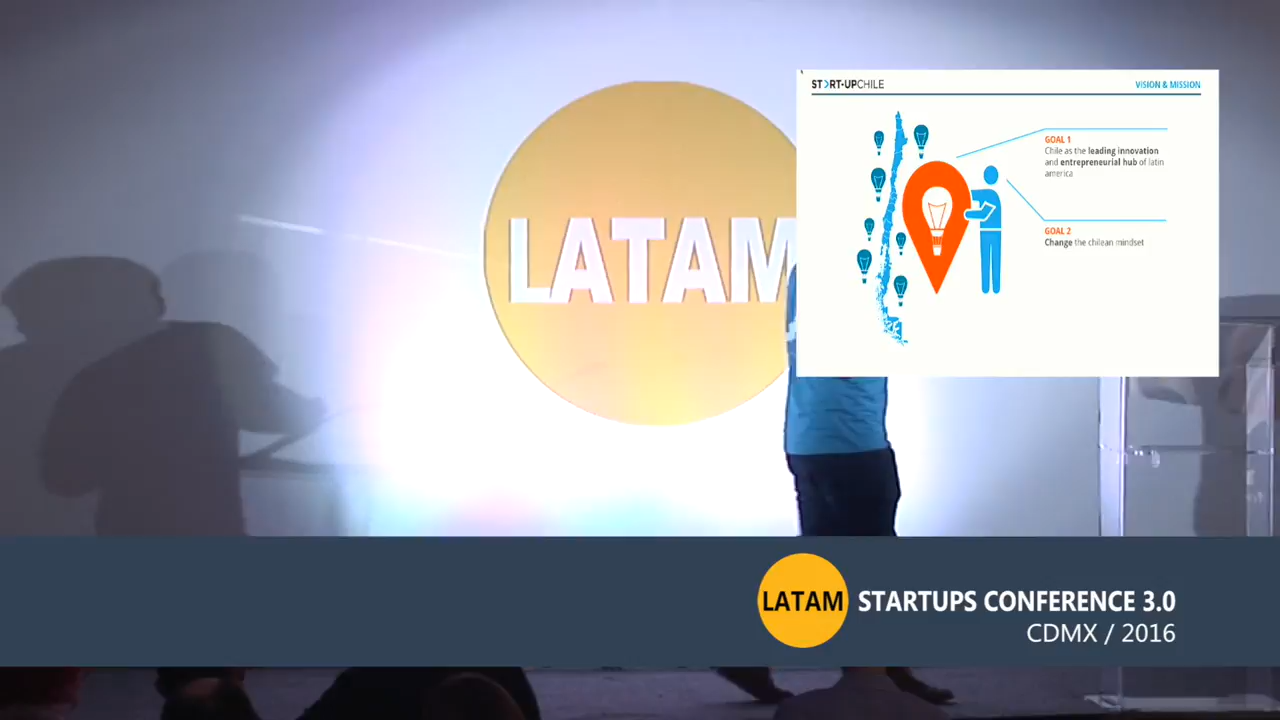 LATAM
ST>RT-UPCHILE
VISION & MISSION
GOAL 1
Chile as the leading innovation
and entrepreneurial hub of latin
america
GOAL 2
Change the chilean mindset
LATAM STARTUPS CONFERENCE 3.0
CDMX / 2016